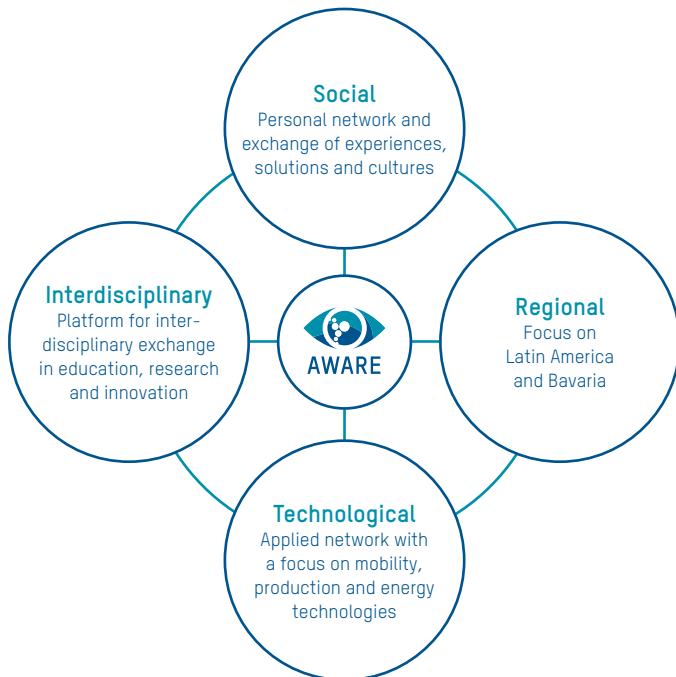 Social
Personal network and
exchange of experiences,
solutions and cultures
Interdisciplinary
Platform for inter-
disciplinary exchange
in education, research
and innovation
AWARE
Regional
Focus on
Latin America
and Bavaria
Technological
Applied network with
a focus on mobility,
production and energy
technologies